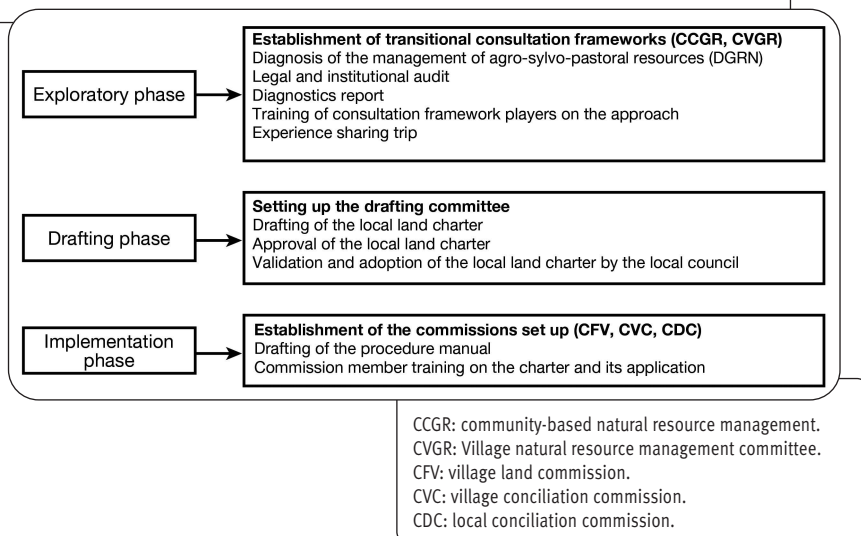 Exploratory phase
Establishment of transitional consultation frameworks (CCGR, CVGR)
Diagnosis of the management of agro-sylvo-pastoral resources (DGRN)
Legal and institutional audit
Diagnostics report
Training of consultation framework players on the approach
Experience sharing trip
Drafting phase
Setting up the drafting committee
Drafting of the local land charter
Approval of the local land charter
Validation and adoption of the local land charter by the local council
Implementation
phase
Establishment of the commissions set up (CFV, CVC, CDC)
Drafting of the procedure manual
Commission member training on the charter and its application
CCGR: community-based natural resource management.
CVGR: Village natural resource management committee.
CFV: village land commission.
CVC: village conciliation commission.
CDC: local conciliation commission.